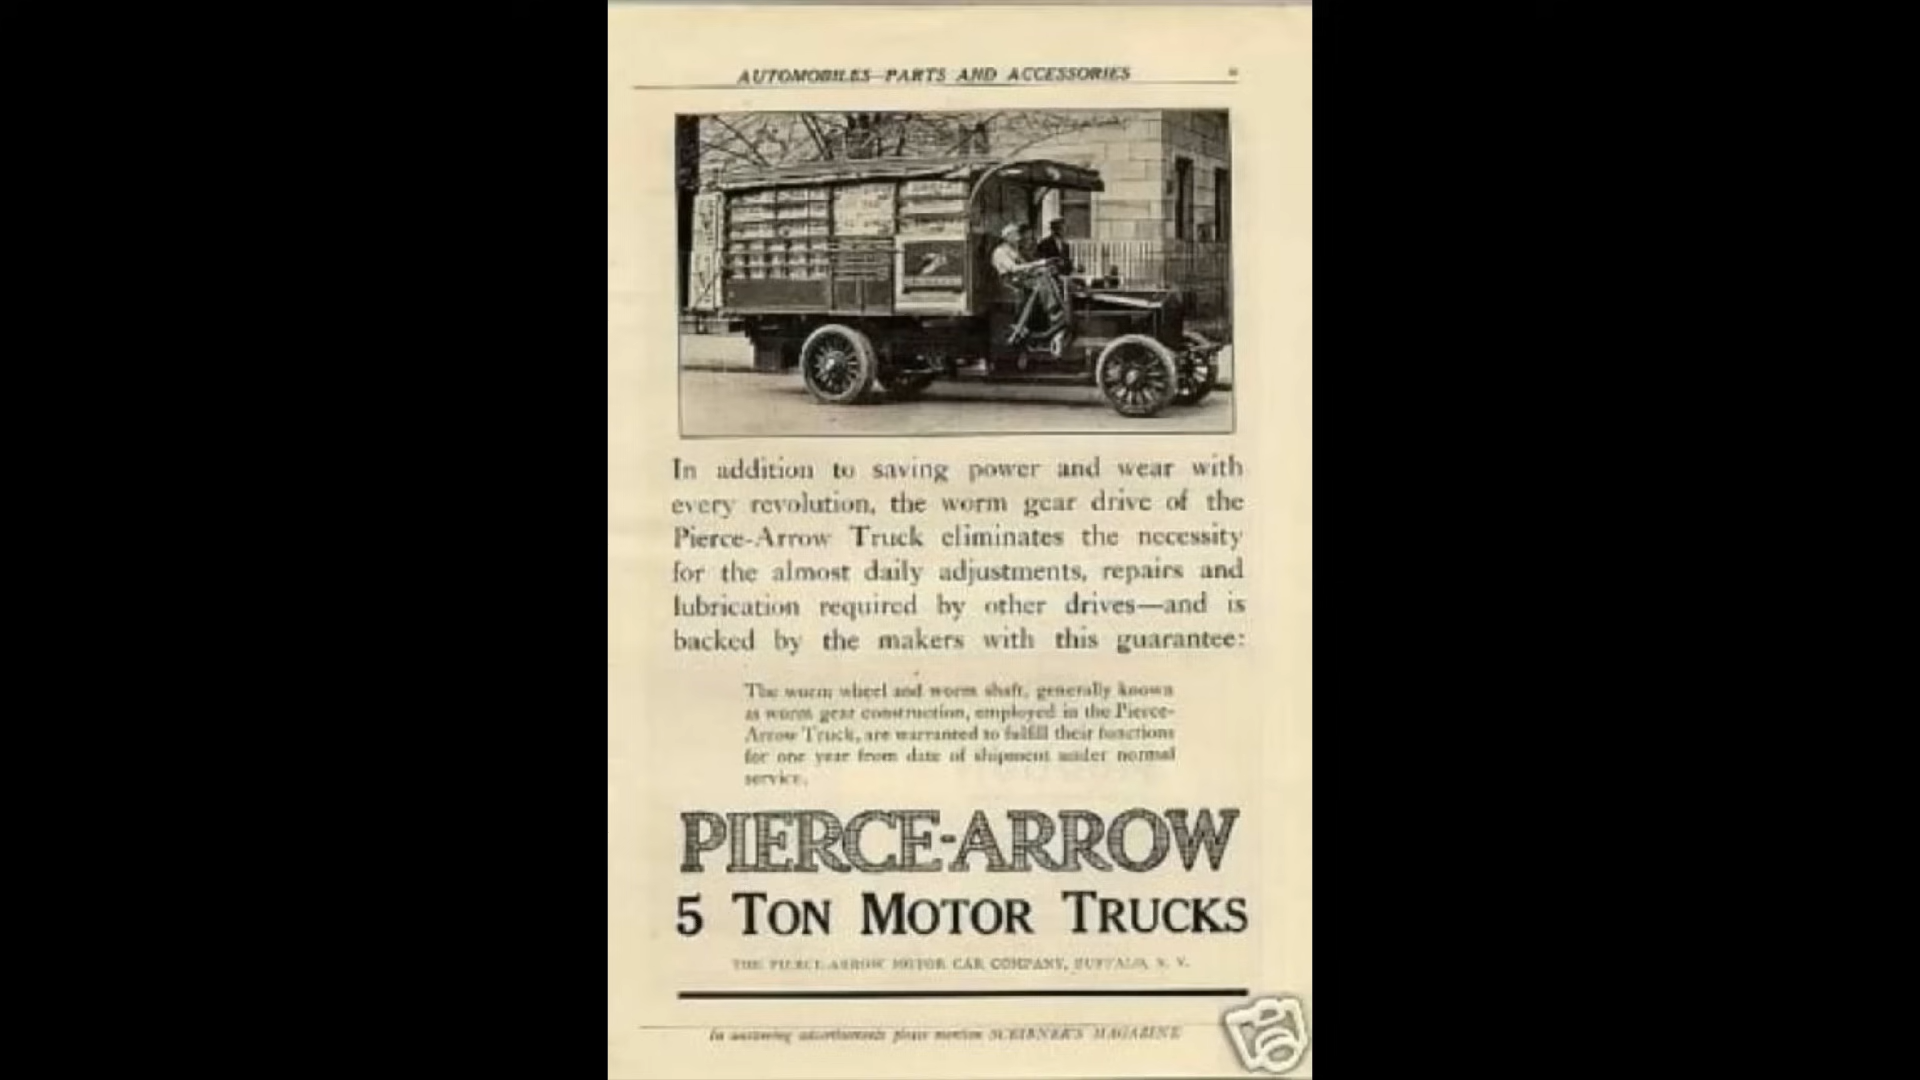 AUTOMOBILES—PARTS AND ACCESSORIES
In addition to saving power and wear with
every revolution, the worm gear drive of the
Pierce-Arrow Truck eliminates the necessity
for the almost daily adjustments, repairs and
lubrication required by other drives—and is
backed by the makers with this guarantee:
The worm wheel and worm shaft, generally known
as worm gear construction, employed in the Pierce-
Arrow Truck, are warranted to fulfill their functions
for one year from date of shipment under normal
service.
PIERCE-ARROW
5 TON MOTOR TRUCKS
THE PIERCE-ARROW MOTOR CAR COMPANY, BUFFALO, N. Y.
In answering advertisements please mention SCRIBNER'S MAGAZINE